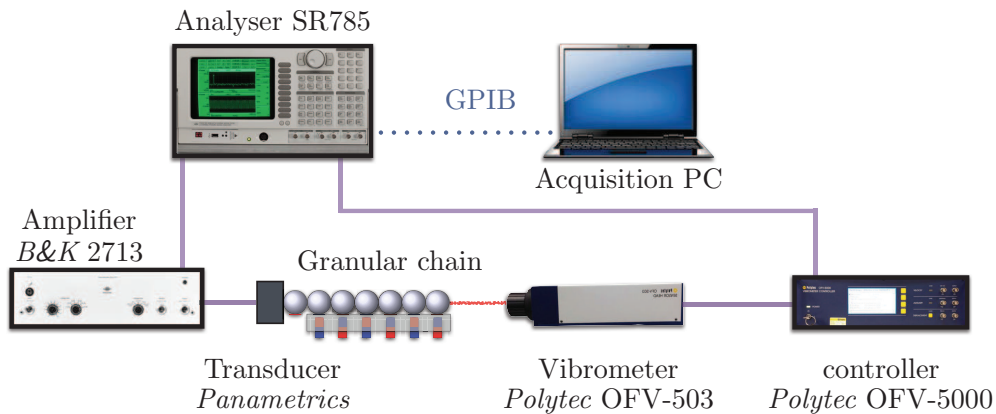 Analyser SR785
GPIB
Acquisition PC
Amplifier
B&K 2713
Granular chain
Transducer
Panametrics
Vibrometer
Polytec OFV-503
controller
Polytec OFV-5000